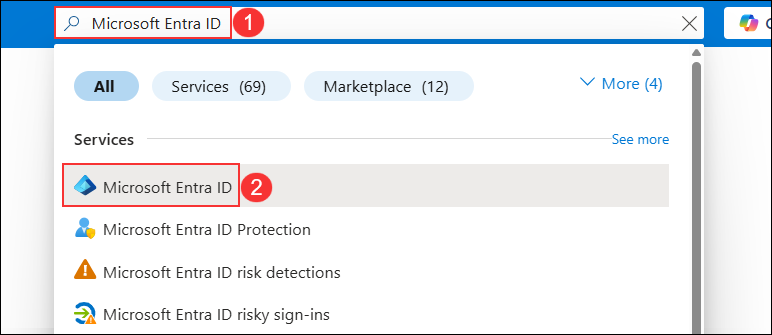 Microsoft Entra ID 1
All Services (69) Marketplace (12) More (4)
Services See more
Microsoft Entra ID 2
Microsoft Entra ID Protection
Microsoft Entra ID risk detections
Microsoft Entra ID risky sign-ins